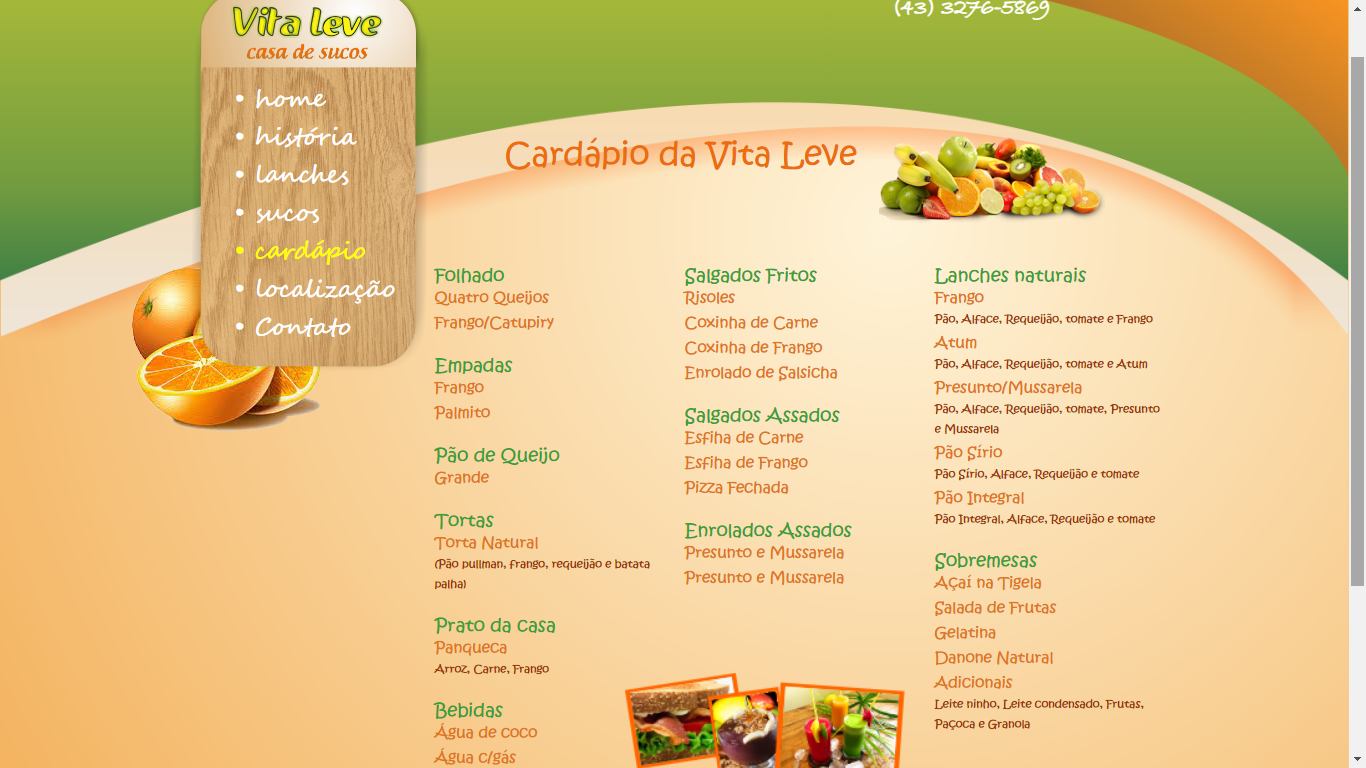 Vita leve
casa de sucos
(43) 3276-5869
• home
• história
• lanches
• sucos
• cardápio
• localização
• Contato
Cardápio da Vita Leve
Folhado
Quatro Queijos
Frango/Catupiry
Empadas
Frango
Palmito
Pão de Queijo
Grande
Tortas
Torta Natural
(Pão pullman, frango, requeijão e batata
palha)
Prato da casa
Panqueca
Arroz, Carne, Frango
Bebidas
Água de coco
Água c/gás
Salgados Fritos
Risoles
Coxinha de Carne
Coxinha de Frango
Enrolado de Salsicha
Salgados Assados
Esfiha de Carne
Esfiha de Frango
Pizza Fechada
Enrolados Assados
Presunto e Mussarela
Presunto e Mussarela
Lanches naturais
Frango
Pão, Alface, Requeijão, tomate e Frango
Atum
Pão, Alface, Requeijão, tomate e Atum
Presunto/Mussarela
Pão, Alface, Requeijão, tomate, Presunto
e Mussarela
Pão Sírio
Pão Sírio, Alface, Requeijão e tomate
Pão Integral
Pão Integral, Alface, Requeijão e tomate
Sobremesas
Açaí na Tigela
Salada de Frutas
Gelatina
Danone Natural
Adicionais
Leite ninho, Leite condensado, Frutas,
Paçoca e Granola